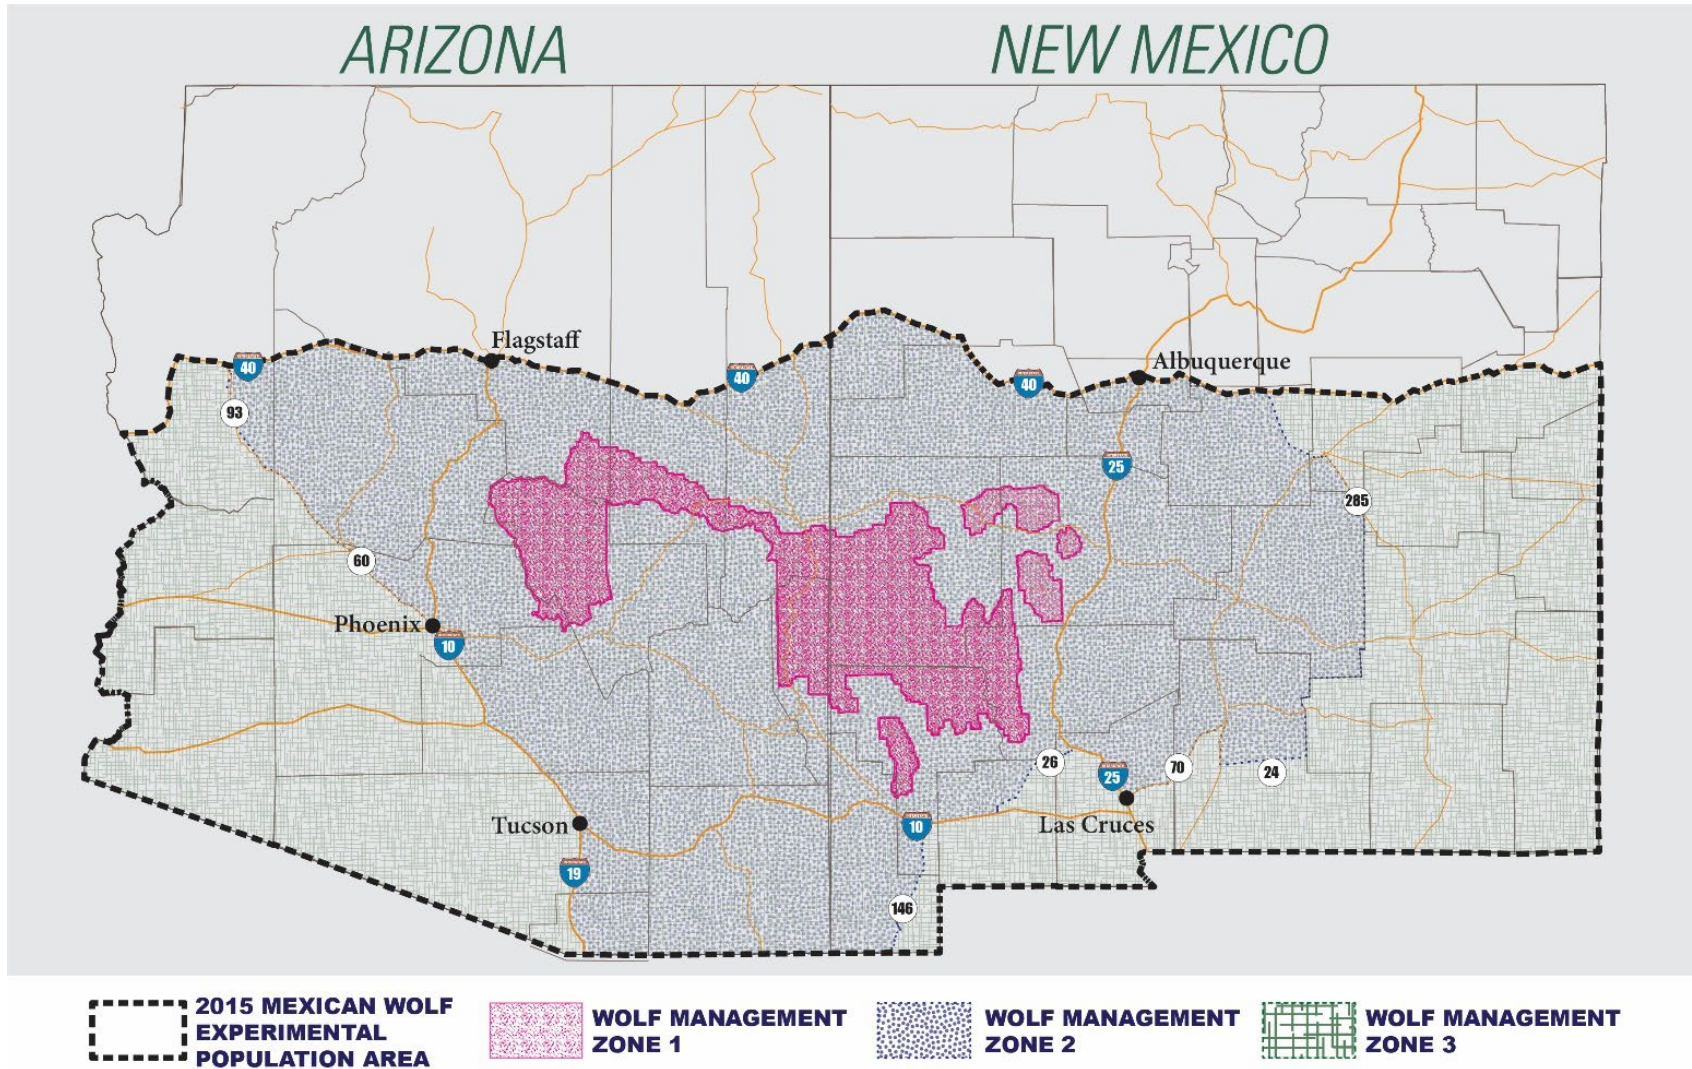 ARIZONA
NEW MEXICO
Flagstaff
40
40
Albuquerque
40
93
25
285
60
Phoenix
10
26
25
70
24
Tucson
10
Las Cruces
19
146
2015 MEXICAN WOLF
EXPERIMENTAL
POPULATION AREA
WOLF MANAGEMENT
ZONE 1
WOLF MANAGEMENT
ZONE 2
WOLF MANAGEMENT
ZONE 3